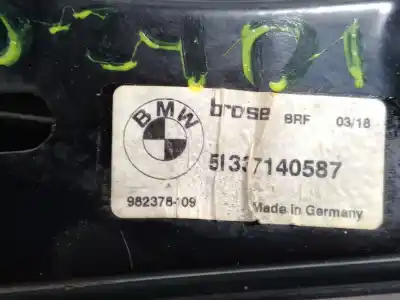 BMW
brose BRF 03/18
51337140587
982378-109
Made in Germany